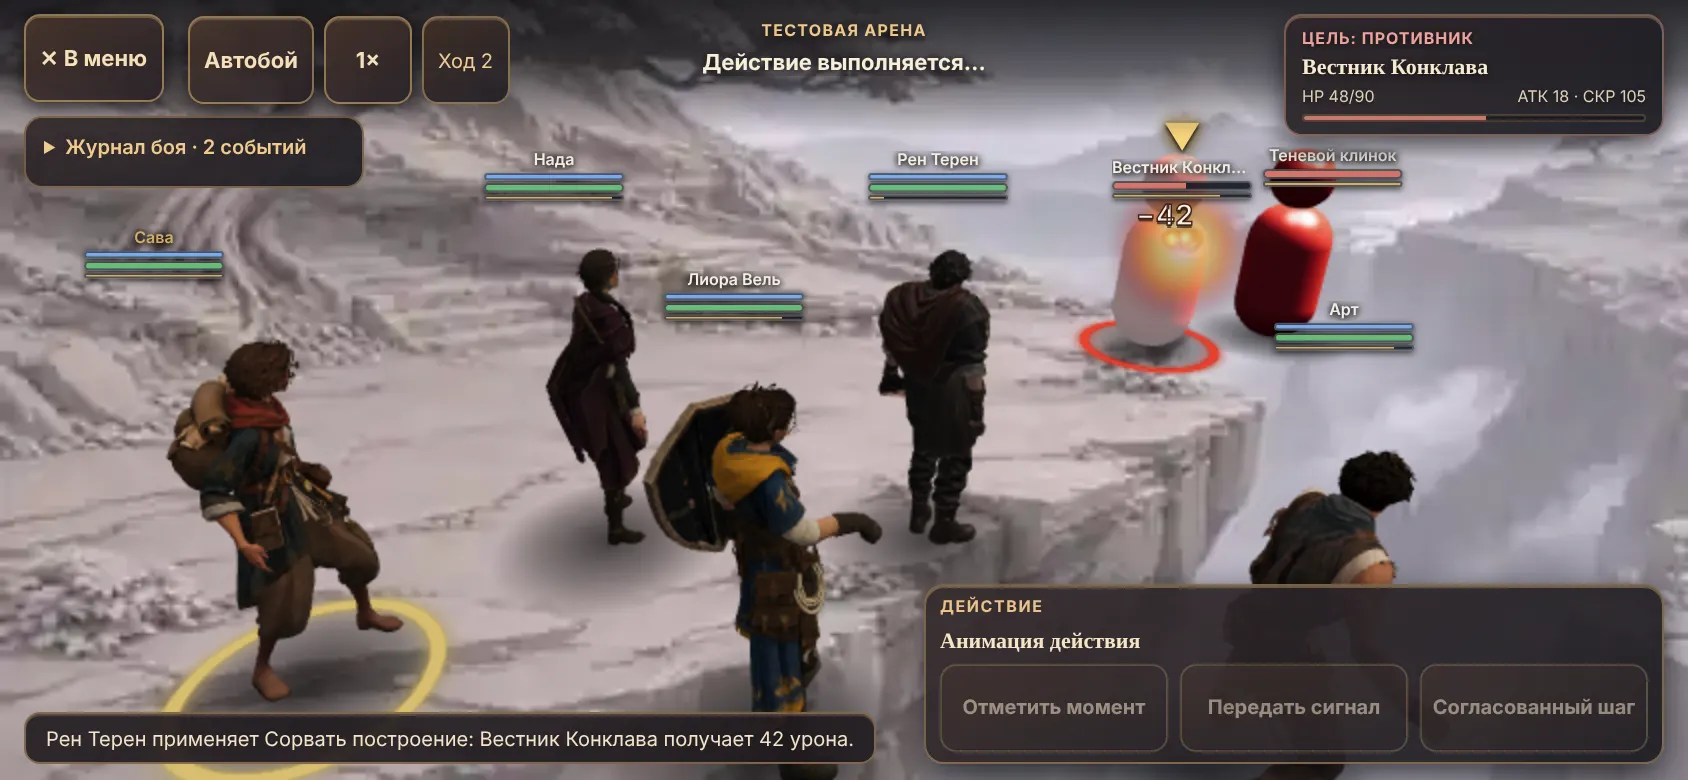 ✕ В меню
Автобой
1×
Ход 2
ТЕСТОВАЯ АРЕНА
Действие выполняется...
ЦЕЛЬ: ПРОТИВНИК
Вестник Конклава
HP 48/90
АТК 18 · СКР 105
▶ Журнал боя · 2 событий
Нада
Рен Терен
Вестник Конкл...
Теневой клинок
−42
Сава
Лиора Вель
Арт
ДЕЙСТВИЕ
Анимация действия
Отметить момент
Передать сигнал
Согласованный шаг
Рен Терен применяет Сорвать построение: Вестник Конклава получает 42 урона.